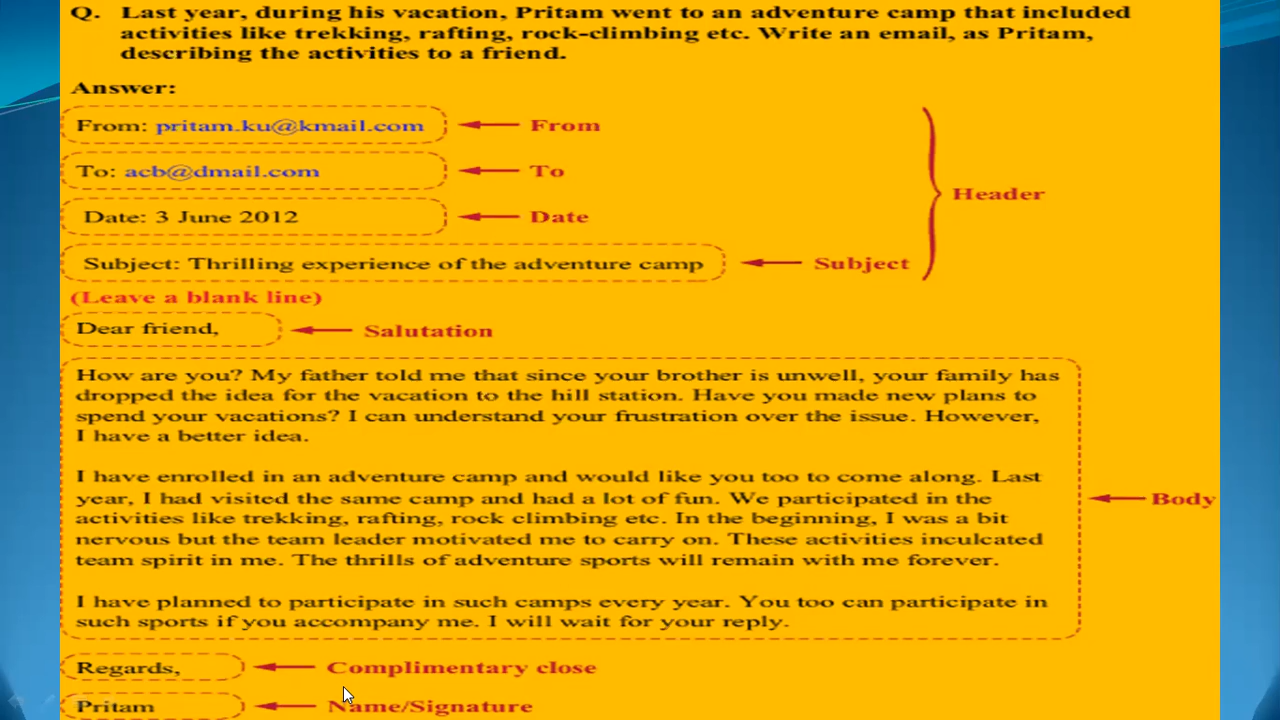 Q. Last year, during his vacation, Pritam went to an adventure camp that included
activities like trekking, rafting, rock-climbing etc. Write an email, as Pritam,
describing the activities to a friend.
Answer:
From: pritam.ku@kmail.com From
To: acb@dmail.com To
Date: 3 June 2012 Date
Header
Subject: Thrilling experience of the adventure camp Subject
(Leave a blank line)
Dear friend, Salutation
How are you? My father told me that since your brother is unwell, your family has
dropped the idea for the vacation to the hill station. Have you made new plans to
spend your vacations? I can understand your frustration over the issue. However,
I have a better idea.
I have enrolled in an adventure camp and would like you too to come along. Last
year, I had visited the same camp and had a lot of fun. We participated in the
activities like trekking, rafting, rock climbing etc. In the beginning, I was a bit
nervous but the team leader motivated me to carry on. These activities inculcated
team spirit in me. The thrills of adventure sports will remain with me forever.
I have planned to participate in such camps every year. You too can participate in
such sports if you accompany me. I will wait for your reply.
Body
Regards, Complimentary close
Pritam Name/Signature